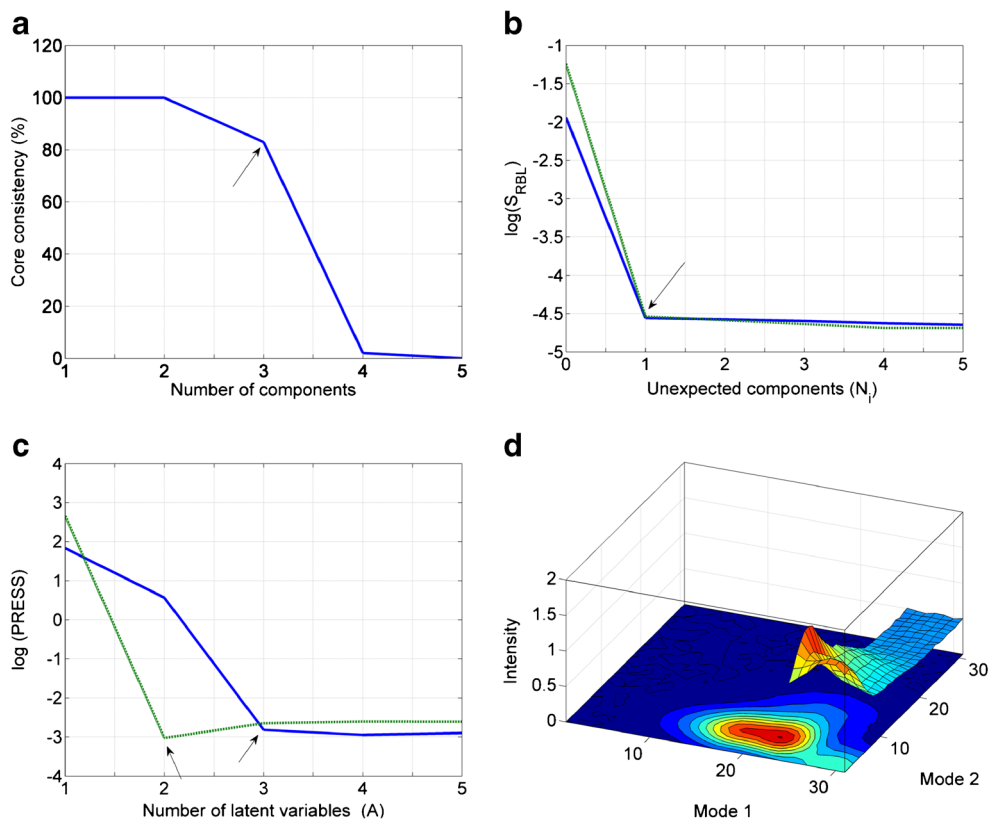 a
120
100
80
60
40
20
0
1 2 3 4 5
Core consistency (%)
Number of components
b
-1
-1.5
-2
-2.5
-3
-3.5
-4
-4.5
-5
0 1 2 3 4 5
log(S_RBL)
Unexpected components (N_i)
c
4
3
2
1
0
-1
-2
-3
-4
1 2 3 4 5
log (PRESS)
Number of latent variables (A)
d
2
1.5
1
0.5
0
Intensity
10
20
30
Mode 1
10
20
30
Mode 2